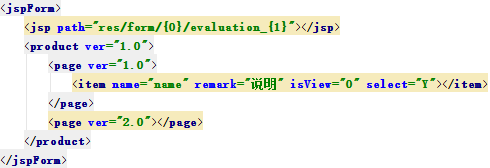 <jspForm>
<jsp path="res/form/{0}/evaluation_{1}"></jsp>
<product ver="1.0">
<page ver="1.0">
<item name="name" remark="说明" isView="0" select="Y"></item>
</page>
<page ver="2.0"></page>
</product>
</jspForm>